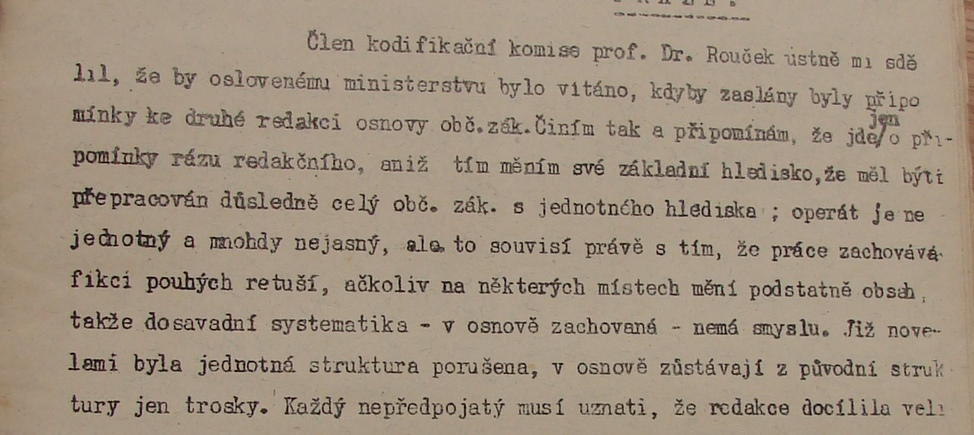 Člen kodifikační komise prof. Dr. Rouček ústně mi sdě
lil, že by oslovenému ministerstvu bylo vítáno, kdyby zaslány byly připo
mínky ke druhé redakci osnovy obč.zák.Činím tak a připomínám, že jde/o při-
jen
pomínky rázu redakčního, aniž tím měním své základní hledisko,že měl býti
přepracován důsledně celý obč. zák. s jednotného hlediska ; operát je ne
jednotný a mnohdy nejasný, ale to souvisí právě s tím, že práce zachovává
fikci pouhých retuší, ačkoliv na některých místech mění podstatně obsah,
takže dosavadní systematika - v osnově zachovaná - nemá smyslu. Již nove-
lami byla jednotná struktura porušena, v osnově zůstávají z původní struk
tury jen trosky. Každý nepředpojatý musí uznati, že redakce docílila veli